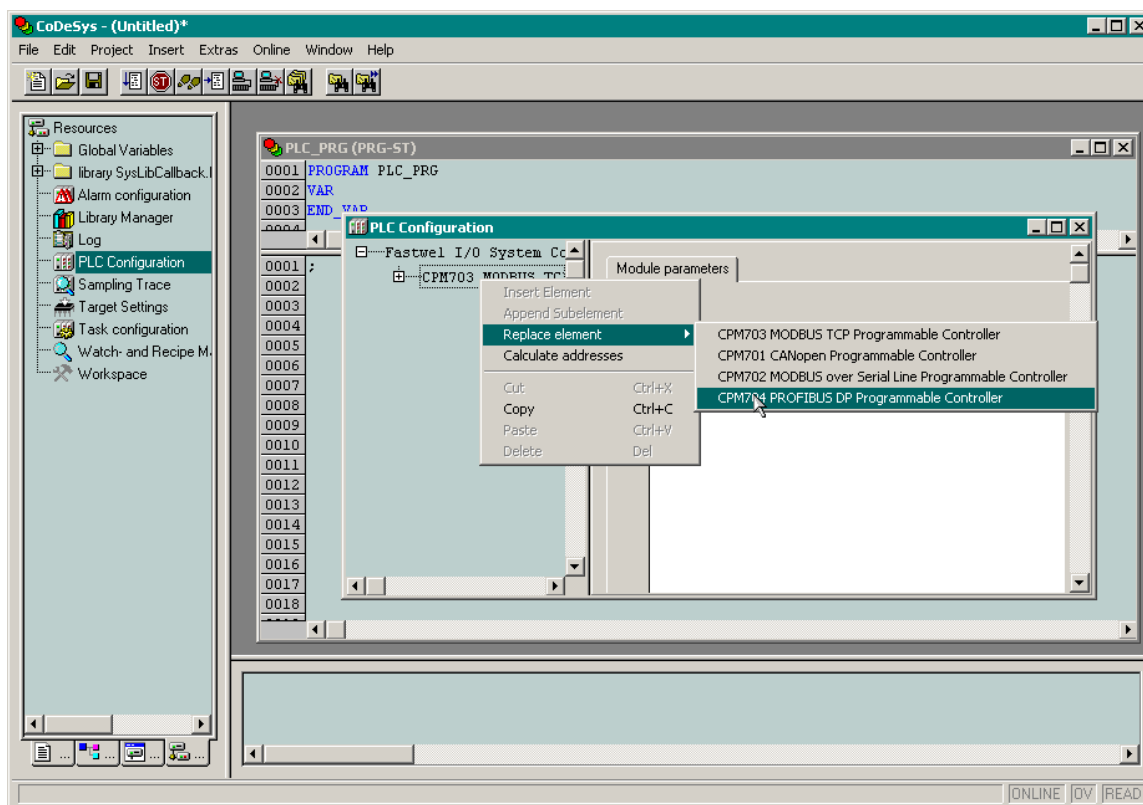 CoDeSys - (Untitled)*
File Edit Project Insert Extras Online Window Help
Resources
Global Variables
library SysLibCallback.l
Alarm configuration
Library Manager
Log
PLC Configuration
Sampling Trace
Target Settings
Task configuration
Watch- and Recipe M
Workspace
PLC_PRG (PRG-ST)
0001 PROGRAM PLC_PRG
0002 VAR
0003 END_VAR
0004
PLC Configuration
Fastwel I/O System Co
CPM703 MODBUS TC
Module parameters
Insert Element
Append Subelement
Replace element
Calculate addresses
Cut Ctrl+X
Copy Ctrl+C
Paste Ctrl+V
Delete Del
CPM703 MODBUS TCP Programmable Controller
CPM701 CANopen Programmable Controller
CPM702 MODBUS over Serial Line Programmable Controller
CPM704 PROFIBUS DP Programmable Controller
0001 ;
0002
0003
0004
0005
0006
0007
0008
0009
0010
0011
0012
0013
0014
0015
0016
0017
0018
ONLINE OV READ